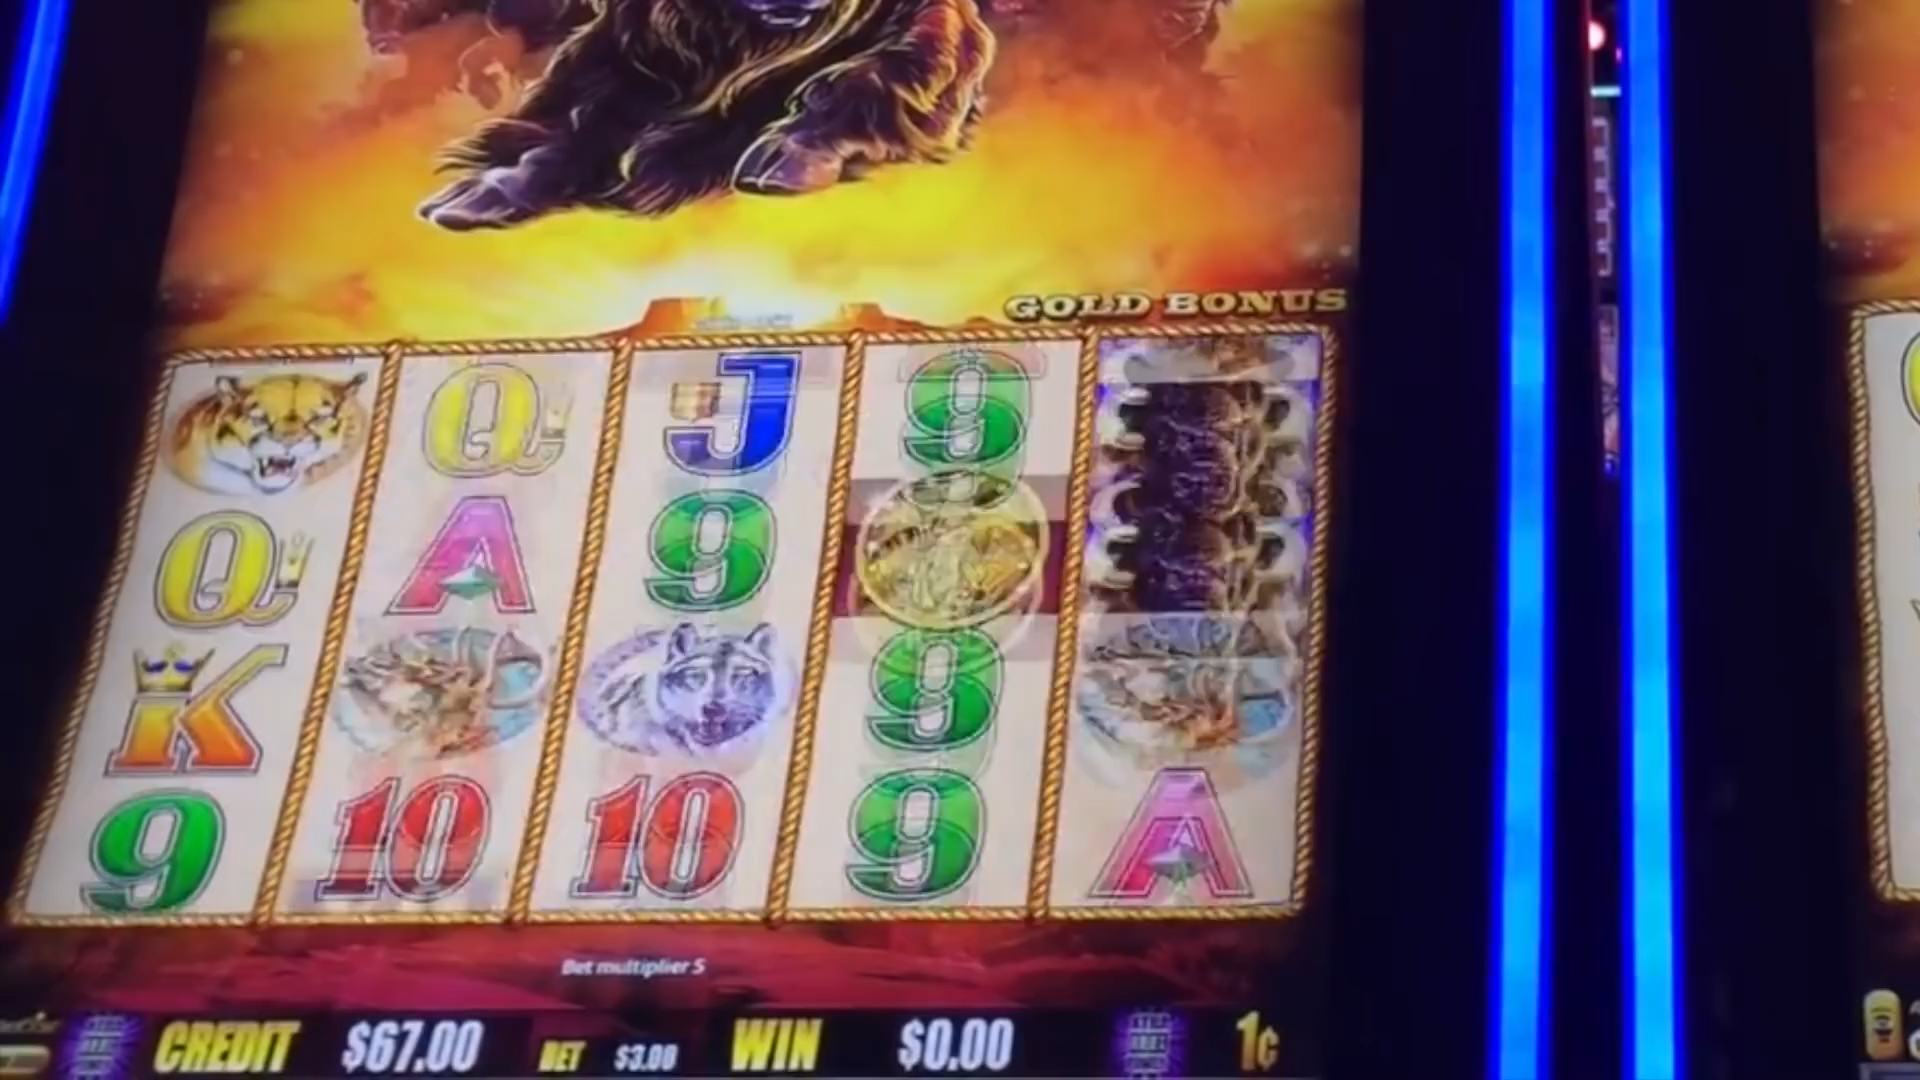 GOLD BONUS
Q J 9
Q A 9
K 9
9 10 10 9 A
Bet multiplier 5
CREDIT $67.00 BET $3.00 WIN $0.00 1¢